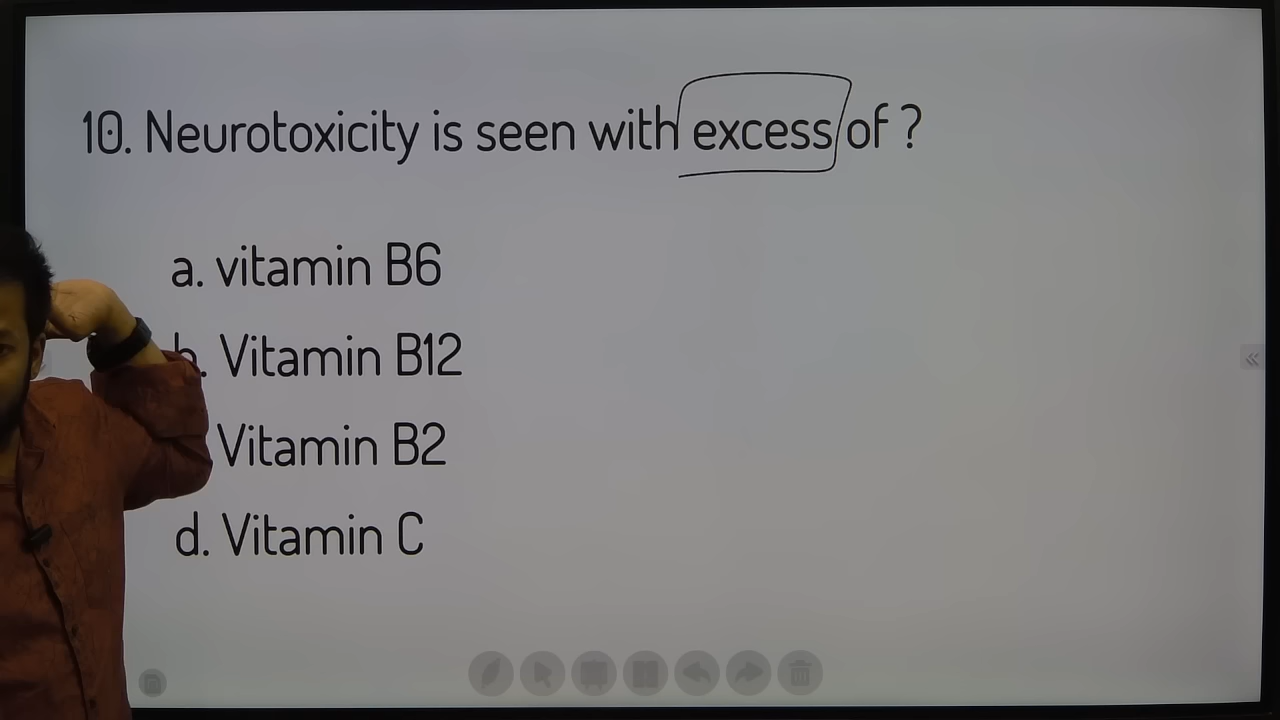 10. Neurotoxicity is seen with excess of ?
a. vitamin B6
b. Vitamin B12
Vitamin B2
d. Vitamin C